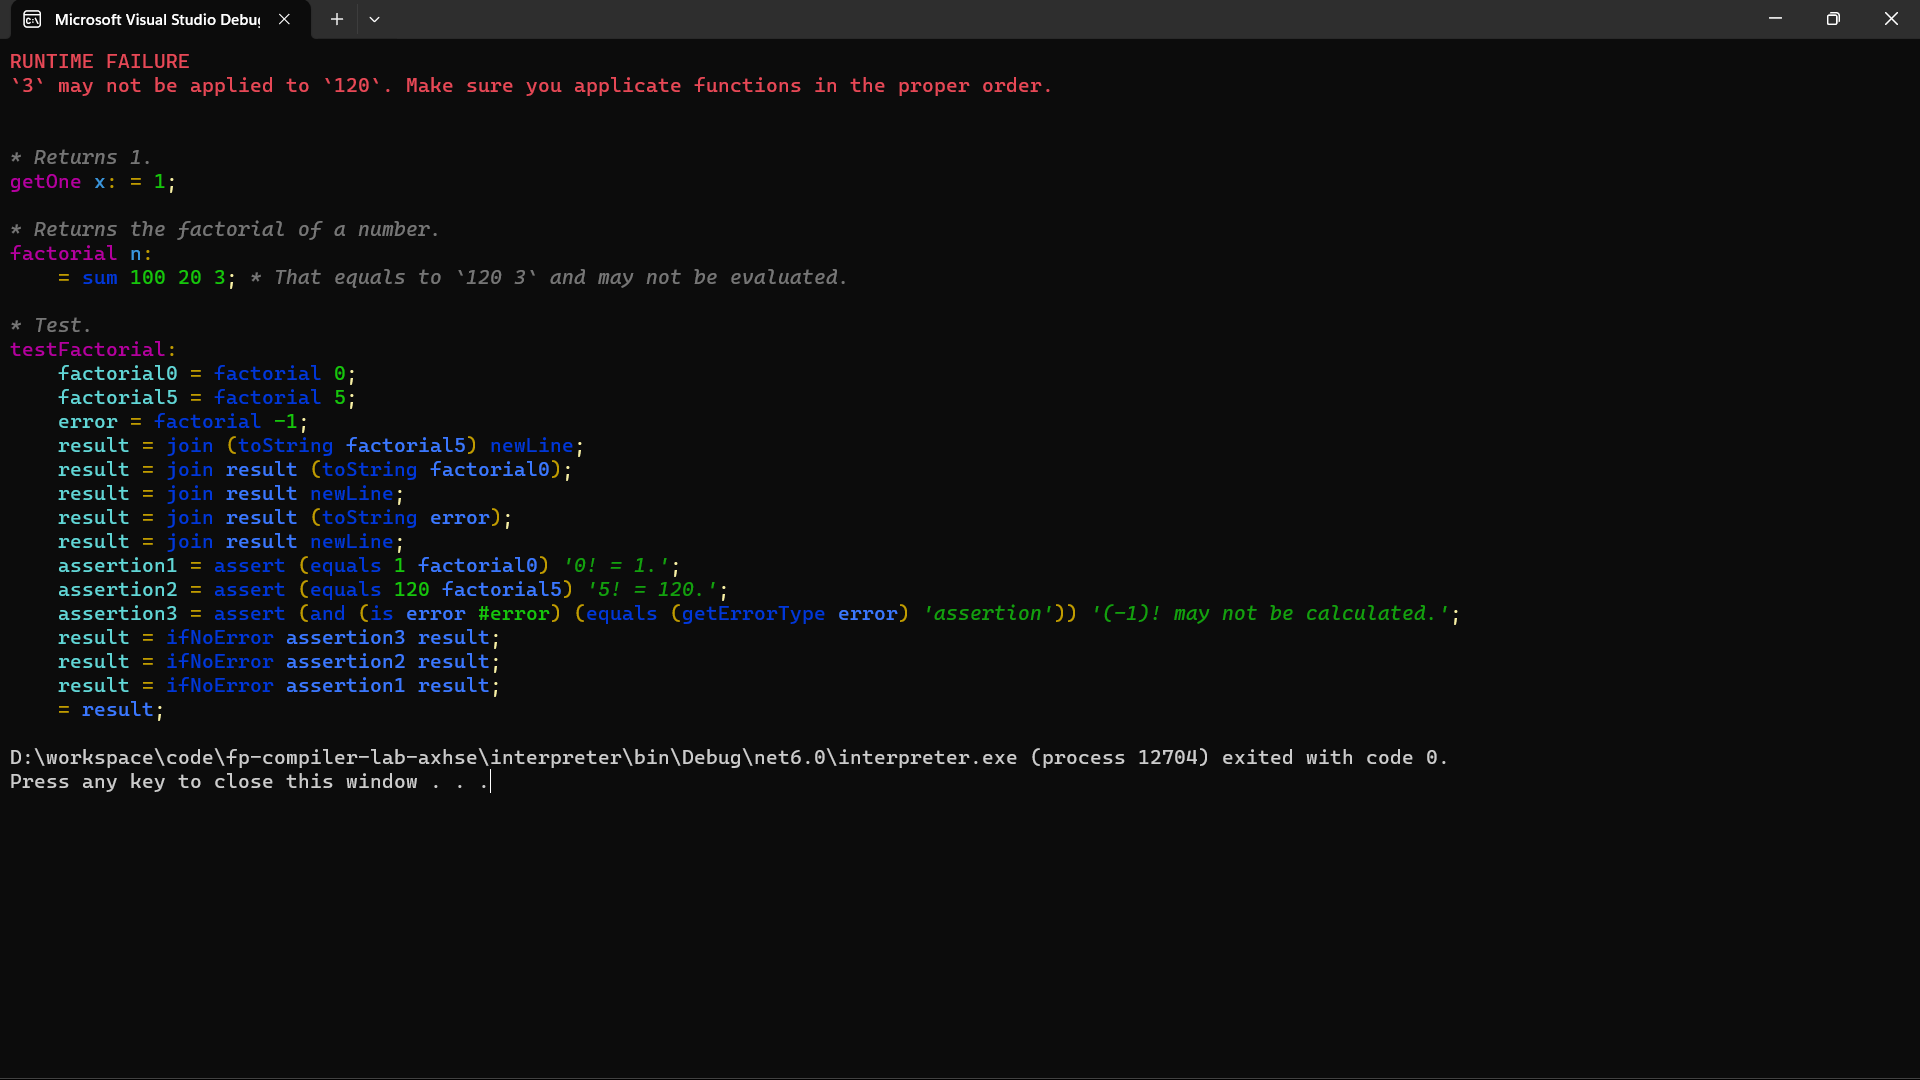 Microsoft Visual Studio Debu
RUNTIME FAILURE
`3` may not be applied to `120`. Make sure you applicate functions in the proper order.
* Returns 1.
getOne x: = 1;
* Returns the factorial of a number.
factorial n:
    = sum 100 20 3; * That equals to `120 3` and may not be evaluated.
* Test.
testFactorial:
    factorial0 = factorial 0;
    factorial5 = factorial 5;
    error = factorial -1;
    result = join (toString factorial5) newLine;
    result = join result (toString factorial0);
    result = join result newLine;
    result = join result (toString error);
    result = join result newLine;
    assertion1 = assert (equals 1 factorial0) '0! = 1.';
    assertion2 = assert (equals 120 factorial5) '5! = 120.';
    assertion3 = assert (and (is error #error) (equals (getErrorType error) 'assertion')) '(-1)! may not be calculated.';
    result = ifNoError assertion3 result;
    result = ifNoError assertion2 result;
    result = ifNoError assertion1 result;
    = result;
D:\workspace\code\fp-compiler-lab-axhse\interpreter\bin\Debug\net6.0\interpreter.exe (process 12704) exited with code 0.
Press any key to close this window . . .